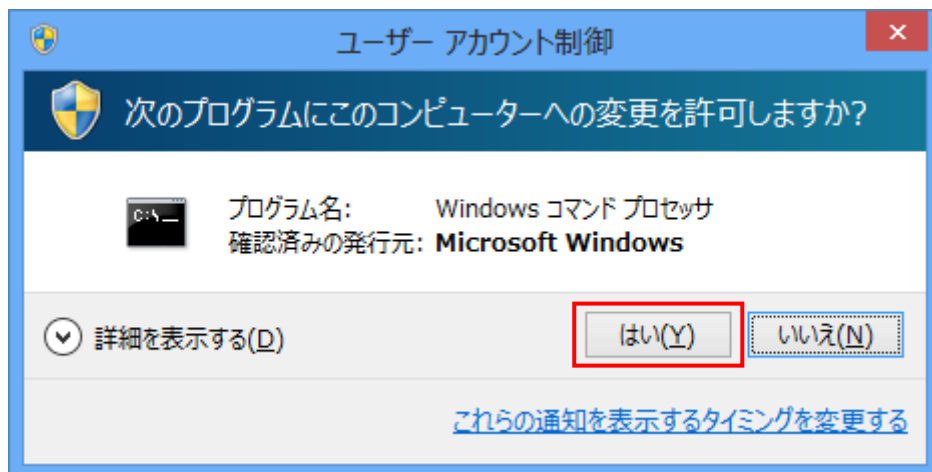 ユーザー アカウント制御
次のプログラムにこのコンピューターへの変更を許可しますか?
C:\_
プログラム名: Windows コマンド プロセッサ
確認済みの発行元: Microsoft Windows
詳細を表示する(D) はい(Y) いいえ(N)
これらの通知を表示するタイミングを変更する